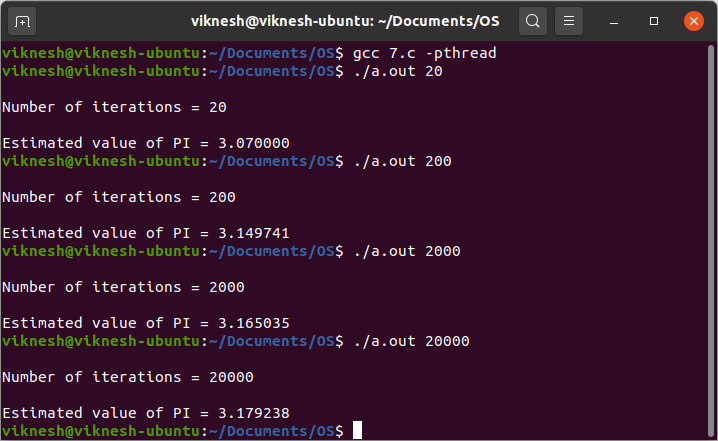 viknesh@viknesh-ubuntu: ~/Documents/OS
viknesh@viknesh-ubuntu:~/Documents/OS$ gcc 7.c -pthread
viknesh@viknesh-ubuntu:~/Documents/OS$ ./a.out 20
Number of iterations = 20
Estimated value of PI = 3.070000
viknesh@viknesh-ubuntu:~/Documents/OS$ ./a.out 200
Number of iterations = 200
Estimated value of PI = 3.149741
viknesh@viknesh-ubuntu:~/Documents/OS$ ./a.out 2000
Number of iterations = 2000
Estimated value of PI = 3.165035
viknesh@viknesh-ubuntu:~/Documents/OS$ ./a.out 20000
Number of iterations = 20000
Estimated value of PI = 3.179238
viknesh@viknesh-ubuntu:~/Documents/OS$